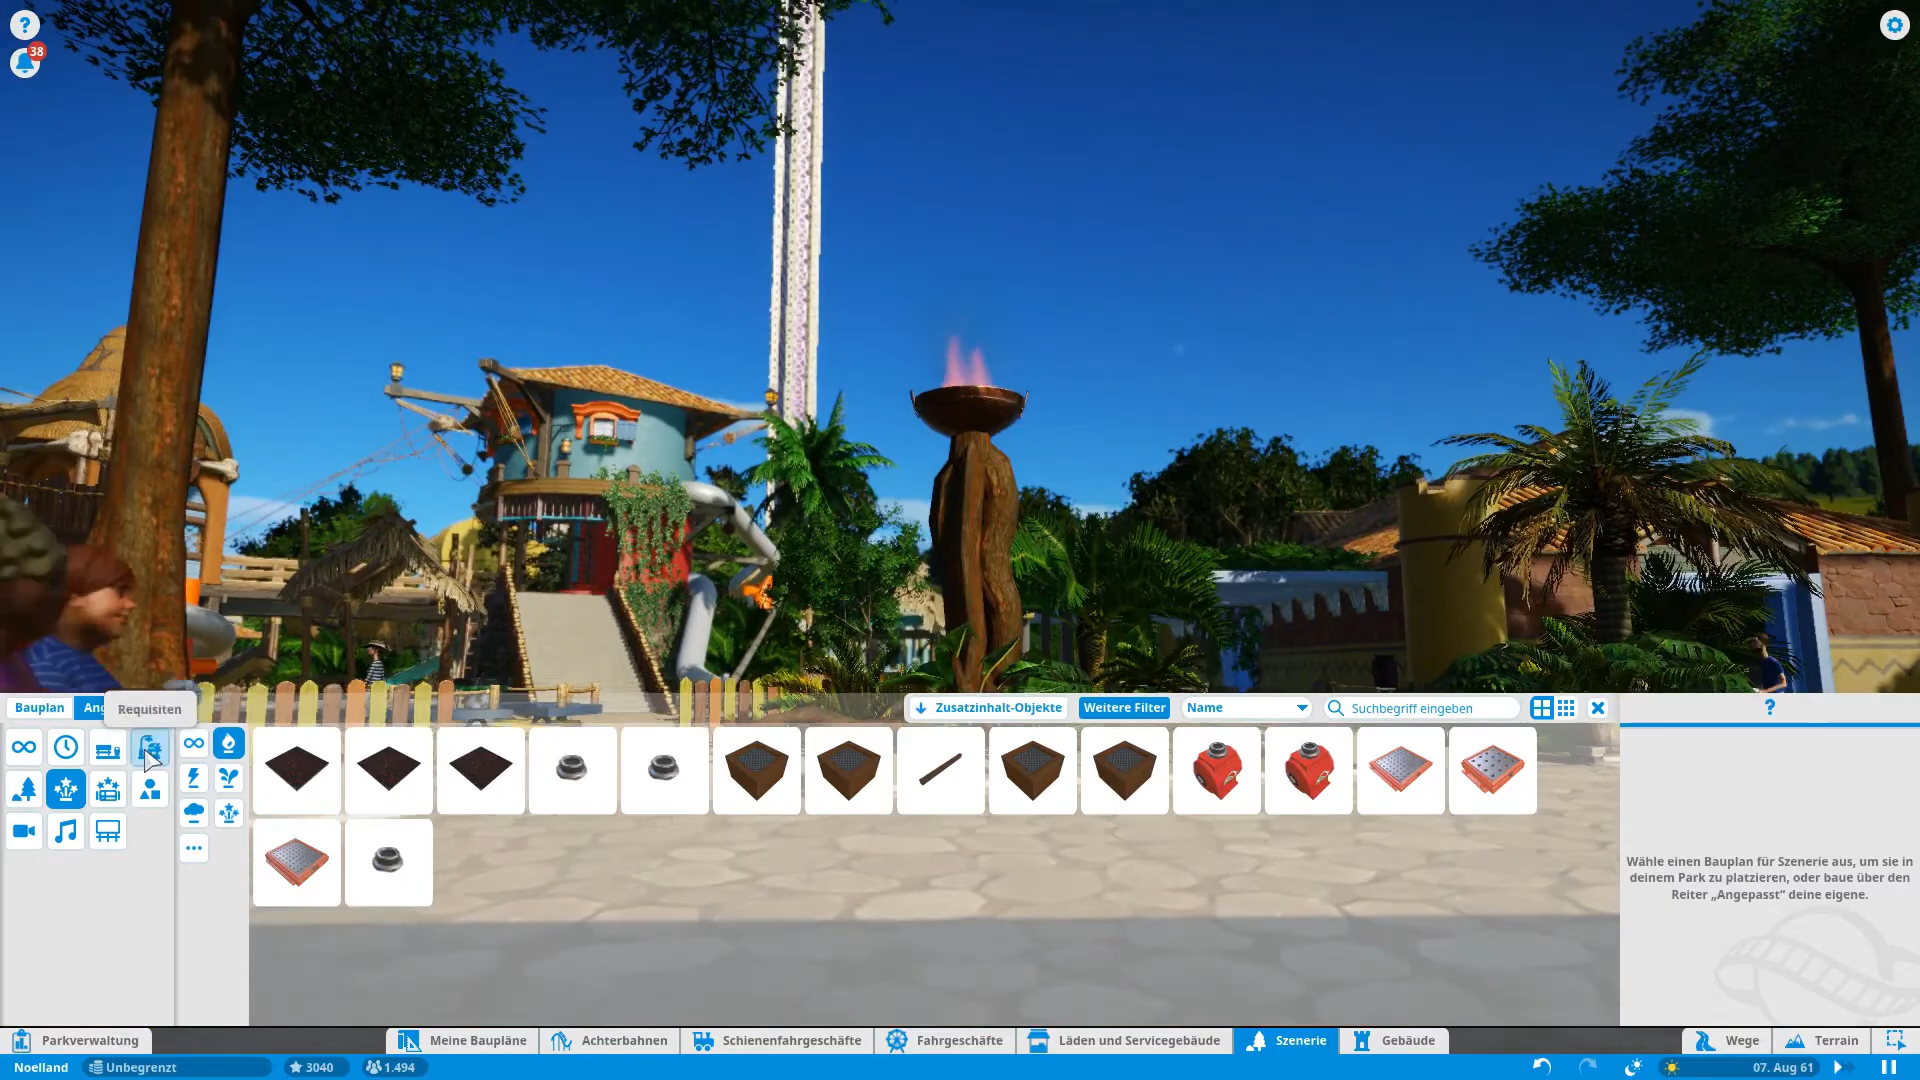 ?
38
Bauplan
Ang
Requisiten
Zusatzinhalt-Objekte
Weitere Filter
Name
Suchbegriff eingeben
?
Wähle einen Bauplan für Szenerie aus, um sie in
deinem Park zu platzieren, oder baue über den
Reiter „Angepasst“ deine eigene.
Parkverwaltung
Meine Baupläne
Achterbahnen
Schienenfahrgeschäfte
Fahrgeschäfte
Läden und Servicegebäude
Szenerie
Gebäude
Wege
Terrain
Noelland
Unbegrenzt
3040
1.494
07. Aug 61